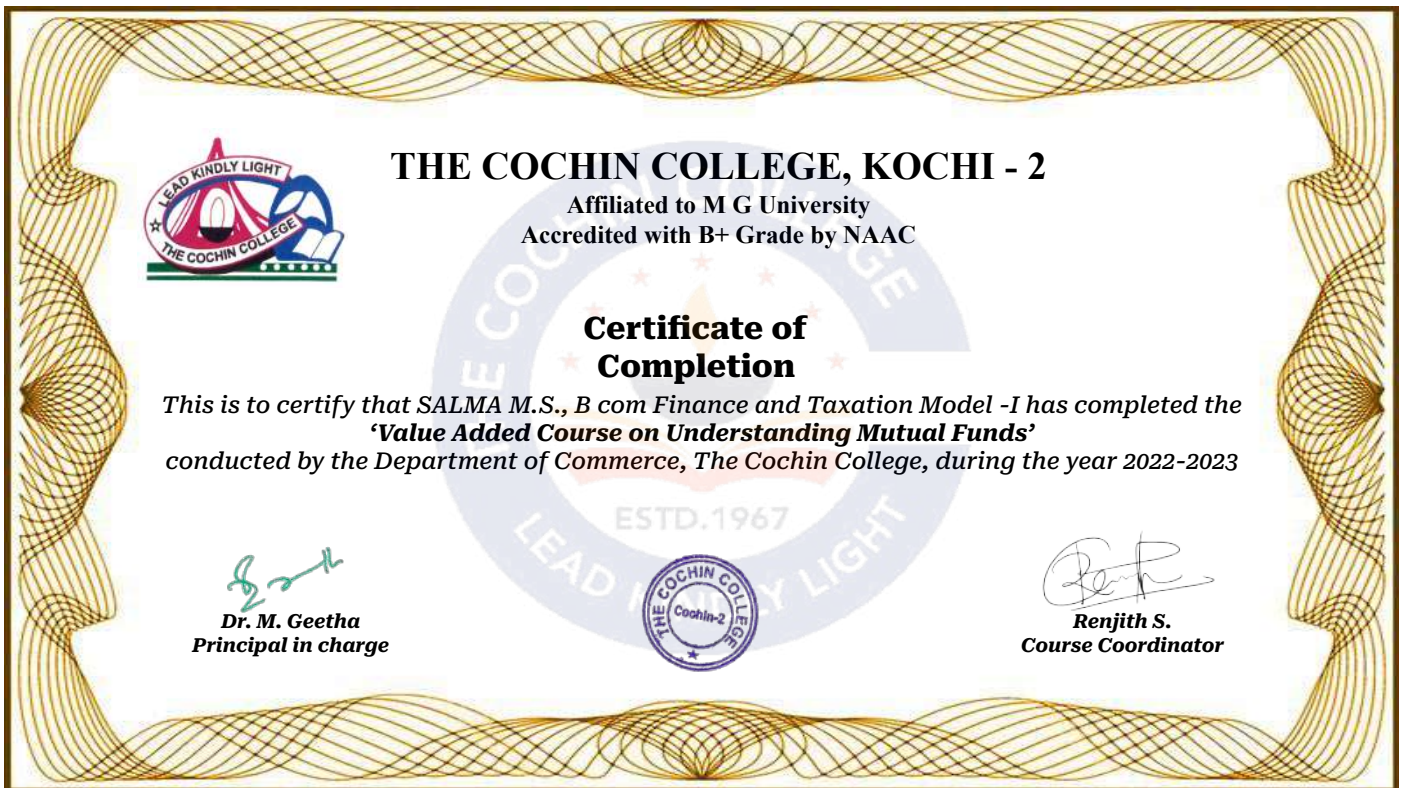 LEAD KINDLY LIGHT
THE COCHIN COLLEGE
THE COCHIN COLLEGE, KOCHI - 2
Affiliated to M G University
Accredited with B+ Grade by NAAC
THE COCHIN COLLEGE
Certificate of
Completion
This is to certify that SALMA M.S., B com Finance and Taxation Model -I has completed the
‘Value Added Course on Understanding Mutual Funds’
conducted by the Department of Commerce, The Cochin College, during the year 2022-2023
ESTD.1967
LEAD KINDLY LIGHT
Dr. M. Geetha
Principal in charge
THE COCHIN COLLEGE
Cochin-2
Renjith S.
Course Coordinator